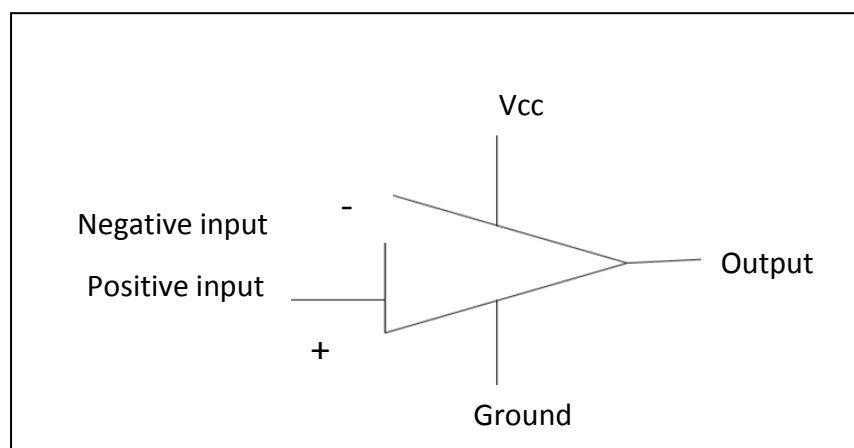 Vcc
-
Negative input
Positive input
Output
+
Ground